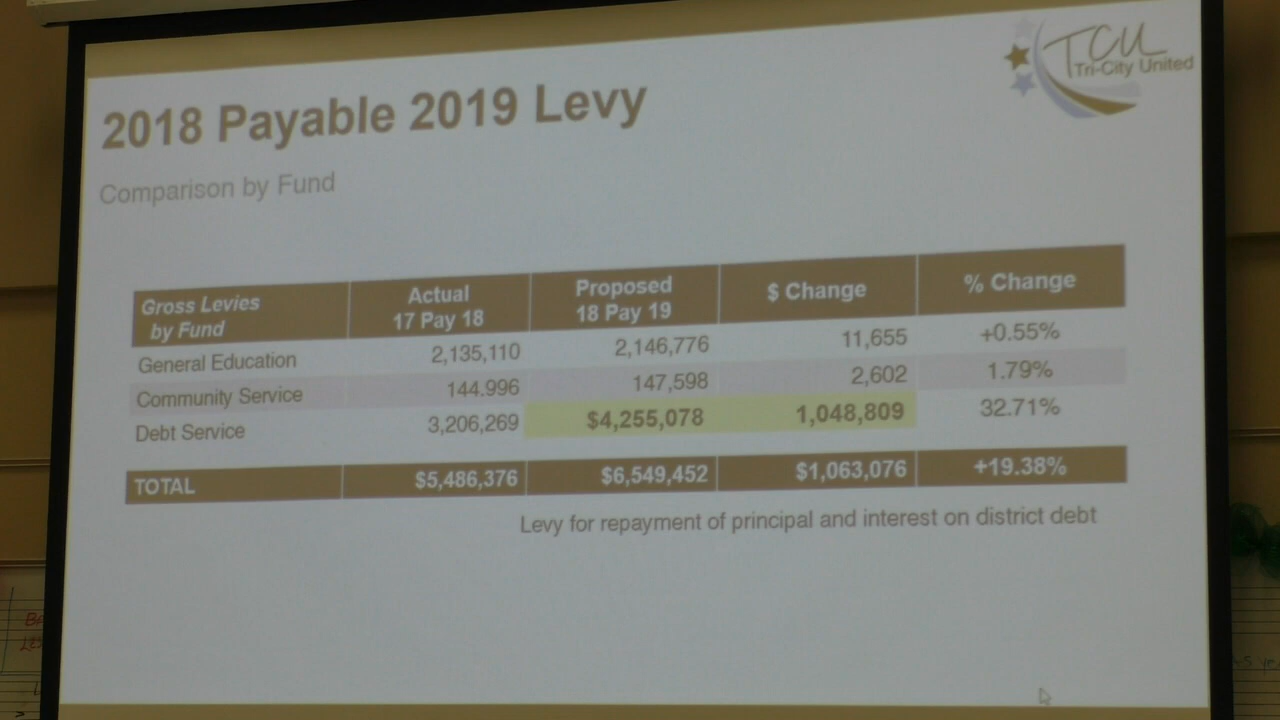 TCU
Tri-City United
2018 Payable 2019 Levy
Comparison by Fund
Gross Levies by Fund Actual 17 Pay 18 Proposed 18 Pay 19 $ Change % Change
General Education 2,135,110 2,146,776 11,655 +0.55%
Community Service 144.996 147,598 2,602 1.79%
Debt Service 3,206,269 $4,255,078 1,048,809 32.71%
TOTAL $5,486,376 $6,549,452 $1,063,076 +19.38%
Levy for repayment of principal and interest on district debt